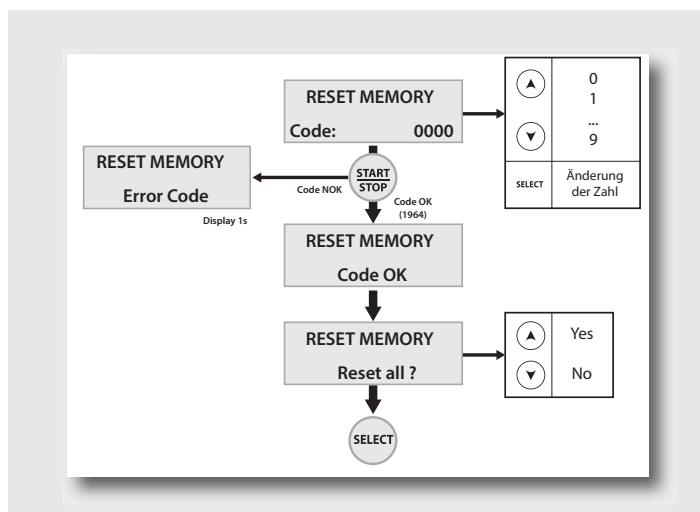 RESET MEMORY
Code: 0000
0
1
...
9
SELECT
Änderung
der Zahl
START
STOP
Code NOK
RESET MEMORY
Error Code
Display 1s
Code OK
(1964)
RESET MEMORY
Code OK
RESET MEMORY
Reset all ?
Yes
No
SELECT